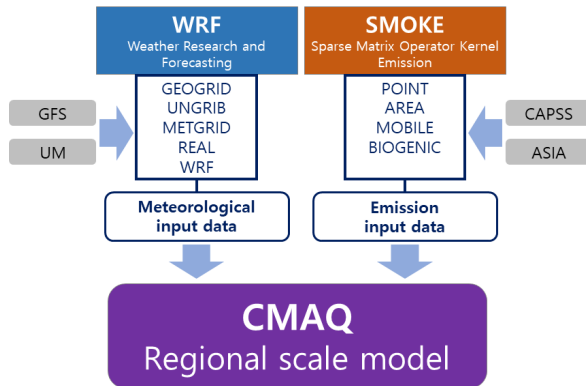 WRF
Weather Research and
Forecasting
SMOKE
Sparse Matrix Operator Kernel
Emission
GFS
UM
GEOGRID
UNGRIB
METGRID
REAL
WRF
POINT
AREA
MOBILE
BIOGENIC
CAPSS
ASIA
Meteorological
input data
Emission
input data
CMAQ
Regional scale model